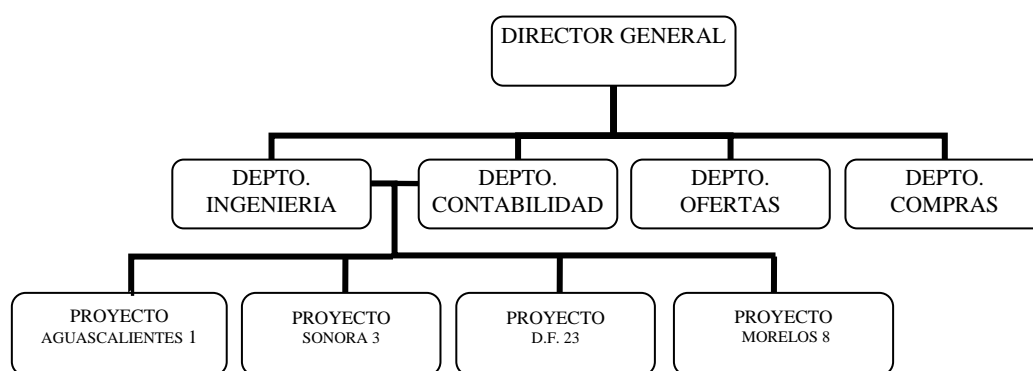 DIRECTOR GENERAL
DEPTO.
INGENIERIA
DEPTO.
CONTABILIDAD
DEPTO.
OFERTAS
DEPTO.
COMPRAS
PROYECTO
AGUASCALIENTES 1
PROYECTO
SONORA 3
PROYECTO
D.F. 23
PROYECTO
MORELOS 8